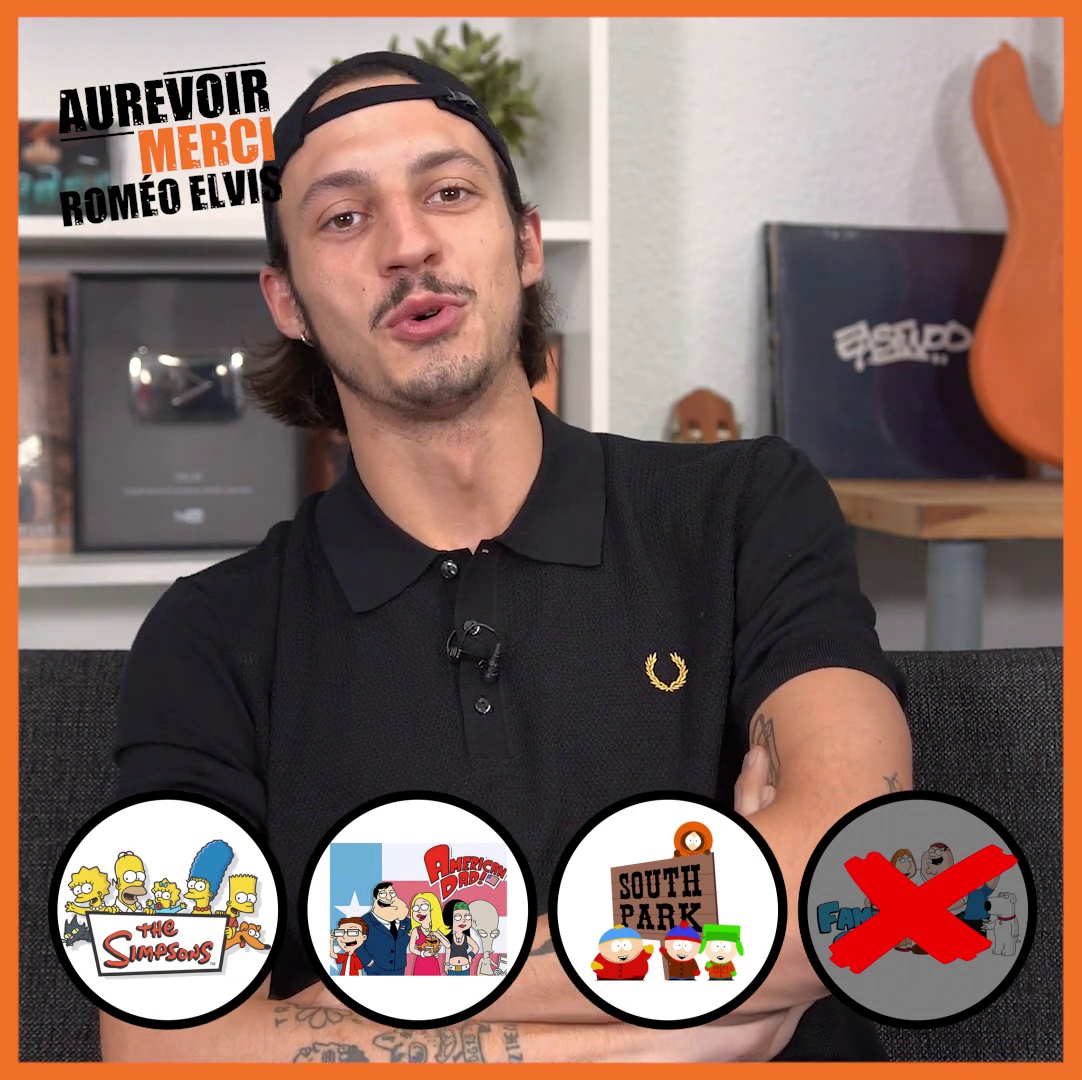 AUREVOIR
MERCI
ROMÉO ELVIS
THE
SIMPSONS
AMERICAN
DAD!
SOUTH
PARK